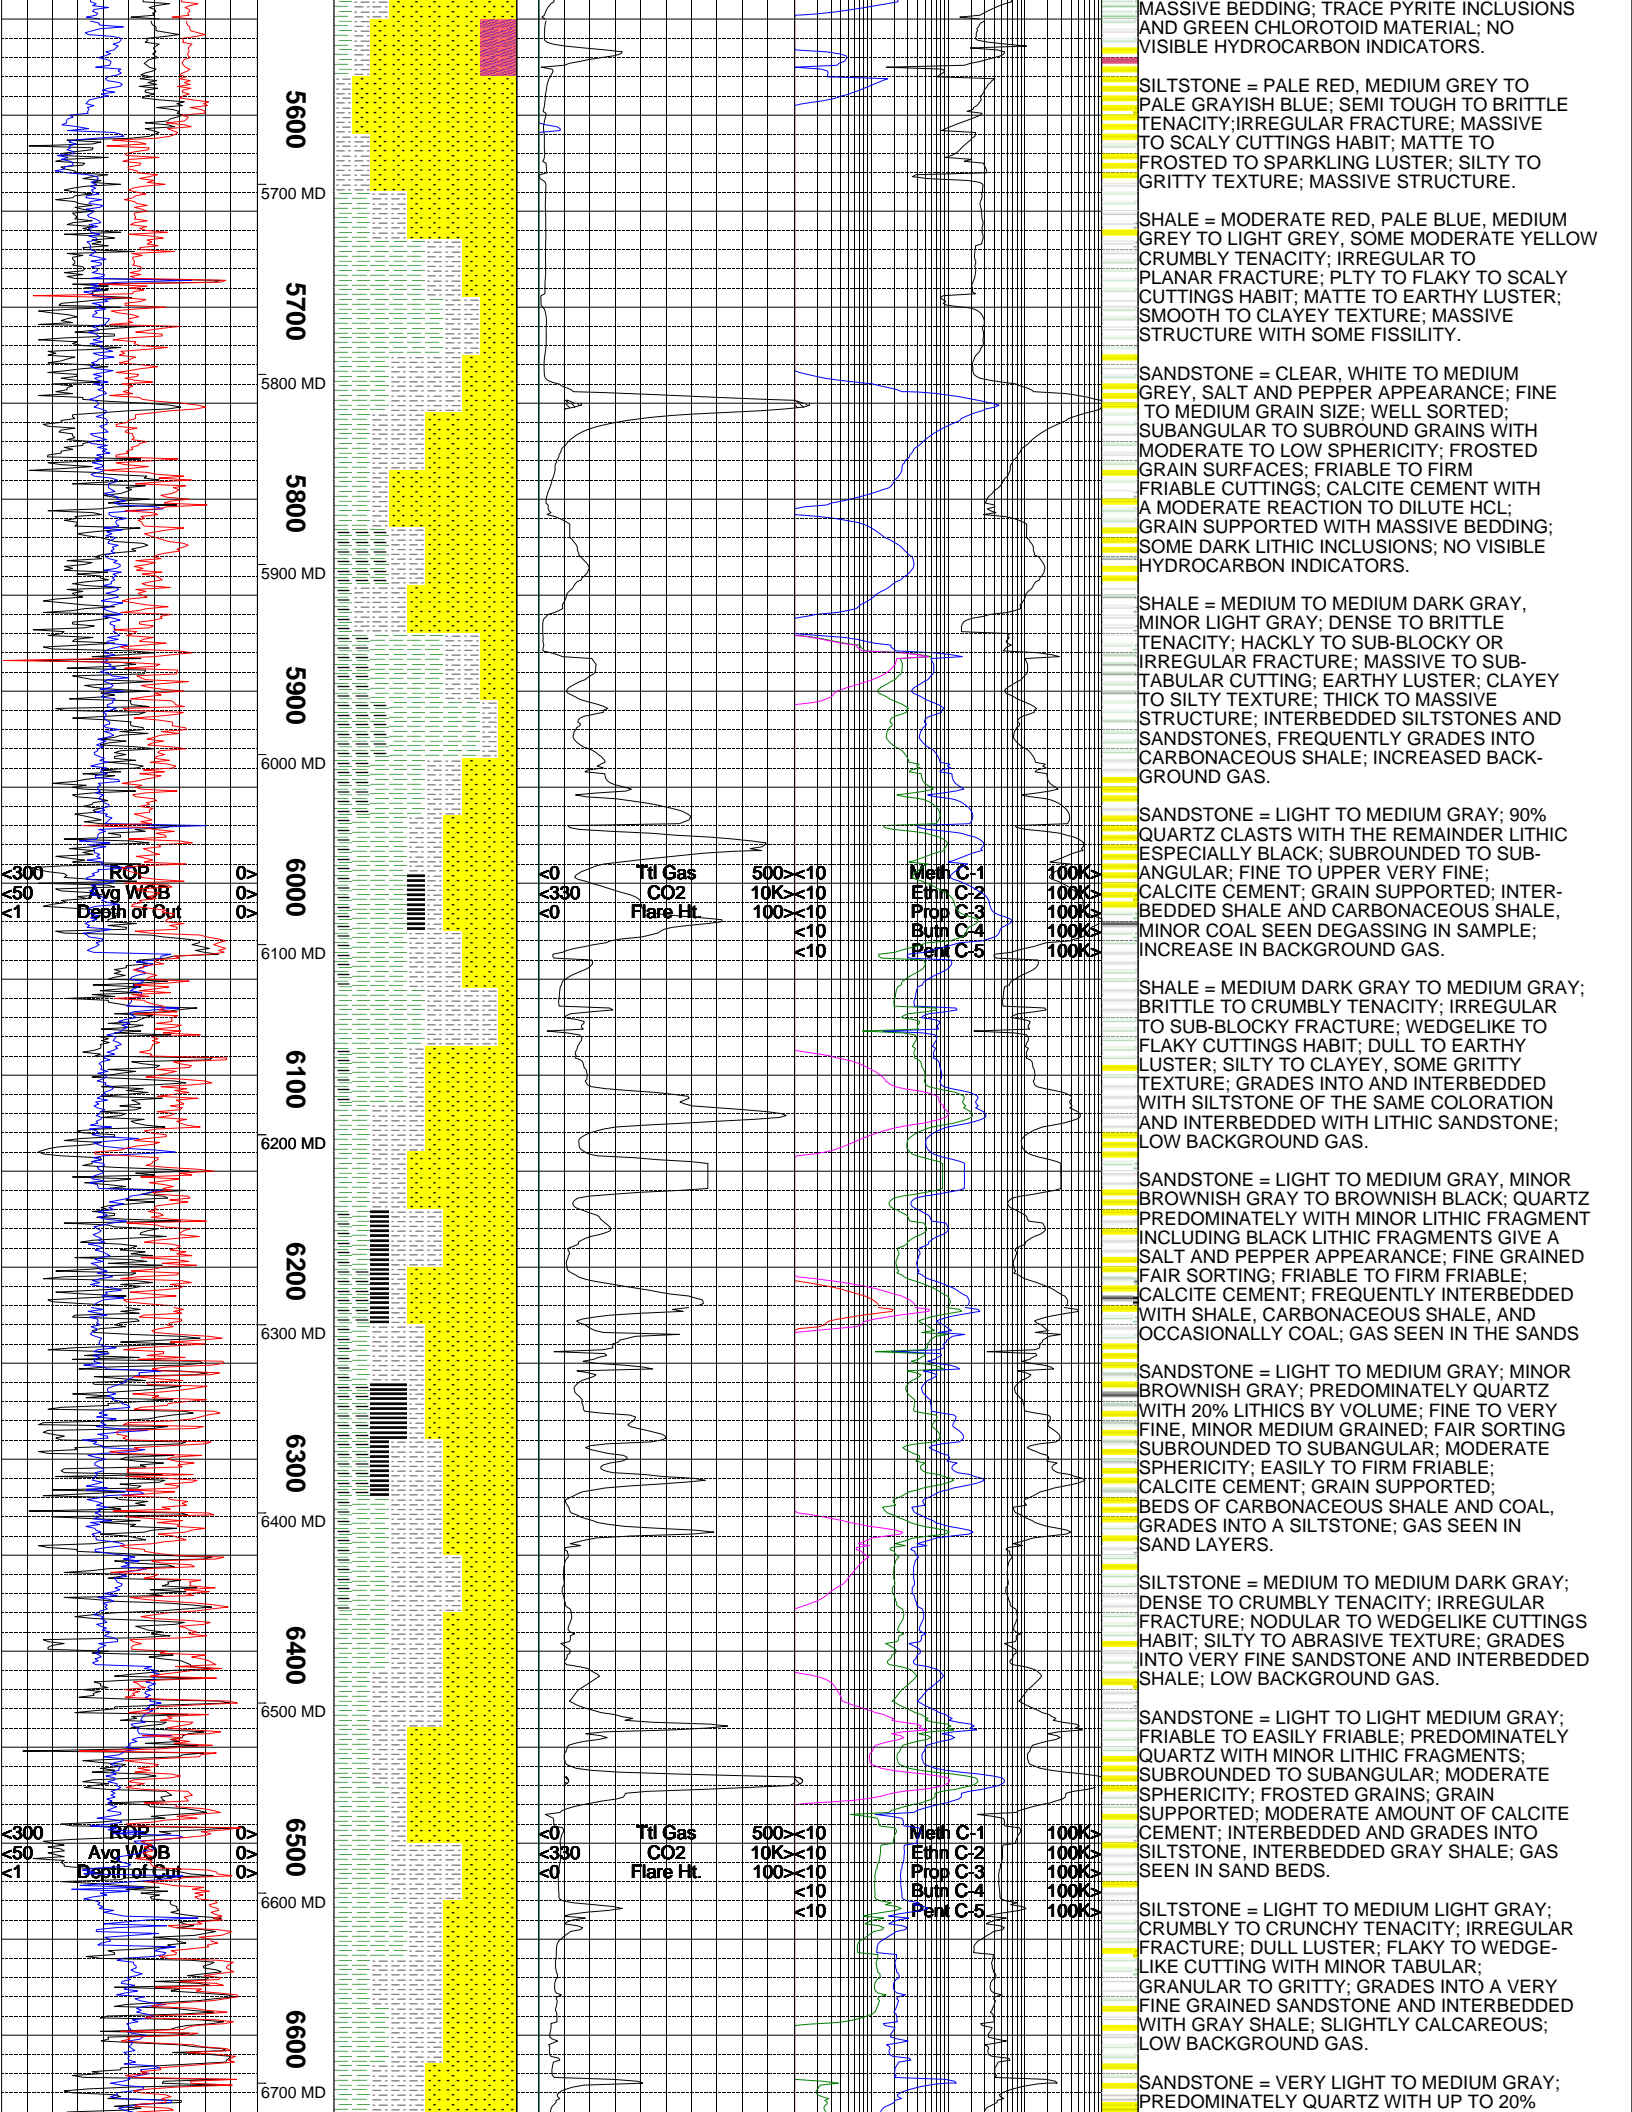 MASSIVE BEDDING; TRACE PYRITE INCLUSIONS
AND GREEN CHLOROTOID MATERIAL; NO
VISIBLE HYDROCARBON INDICATORS.
SILTSTONE = PALE RED, MEDIUM GREY TO
PALE GRAYISH BLUE; SEMI TOUGH TO BRITTLE
TENACITY;IRREGULAR FRACTURE; MASSIVE
TO SCALY CUTTINGS HABIT; MATTE TO
FROSTED TO SPARKLING LUSTER; SILTY TO
GRITTY TEXTURE; MASSIVE STRUCTURE.
SHALE = MODERATE RED, PALE BLUE, MEDIUM
GREY TO LIGHT GREY, SOME MODERATE YELLOW
CRUMBLY TENACITY; IRREGULAR TO
PLANAR FRACTURE; PLTY TO FLAKY TO SCALY
CUTTINGS HABIT; MATTE TO EARTHY LUSTER;
SMOOTH TO CLAYEY TEXTURE; MASSIVE
STRUCTURE WITH SOME FISSILITY.
SANDSTONE = CLEAR, WHITE TO MEDIUM
GREY, SALT AND PEPPER APPEARANCE; FINE
TO MEDIUM GRAIN SIZE; WELL SORTED;
SUBANGULAR TO SUBROUND GRAINS WITH
MODERATE TO LOW SPHERICITY; FROSTED
GRAIN SURFACES; FRIABLE TO FIRM
FRIABLE CUTTINGS; CALCITE CEMENT WITH
A MODERATE REACTION TO DILUTE HCL;
GRAIN SUPPORTED WITH MASSIVE BEDDING;
SOME DARK LITHIC INCLUSIONS; NO VISIBLE
HYDROCARBON INDICATORS.
SHALE = MEDIUM TO MEDIUM DARK GRAY,
MINOR LIGHT GRAY; DENSE TO BRITTLE
TENACITY; HACKLY TO SUB-BLOCKY OR
IRREGULAR FRACTURE; MASSIVE TO SUB-
TABULAR CUTTING; EARTHY LUSTER; CLAYEY
TO SILTY TEXTURE; THICK TO MASSIVE
STRUCTURE; INTERBEDDED SILTSTONES AND
SANDSTONES, FREQUENTLY GRADES INTO
CARBONACEOUS SHALE; INCREASED BACK-
GROUND GAS.
SANDSTONE = LIGHT TO MEDIUM GRAY; 90%
QUARTZ CLASTS WITH THE REMAINDER LITHIC
ESPECIALLY BLACK; SUBROUNDED TO SUB-
ANGULAR; FINE TO UPPER VERY FINE;
CALCITE CEMENT; GRAIN SUPPORTED; INTER-
BEDDED SHALE AND CARBONACEOUS SHALE,
MINOR COAL SEEN DEGASSING IN SAMPLE;
INCREASE IN BACKGROUND GAS.
SHALE = MEDIUM DARK GRAY TO MEDIUM GRAY;
BRITTLE TO CRUMBLY TENACITY; IRREGULAR
TO SUB-BLOCKY FRACTURE; WEDGELIKE TO
FLAKY CUTTINGS HABIT; DULL TO EARTHY
LUSTER; SILTY TO CLAYEY, SOME GRITTY
TEXTURE; GRADES INTO AND INTERBEDDED
WITH SILTSTONE OF THE SAME COLORATION
AND INTERBEDDED WITH LITHIC SANDSTONE;
LOW BACKGROUND GAS.
SANDSTONE = LIGHT TO MEDIUM GRAY, MINOR
BROWNISH GRAY TO BROWNISH BLACK; QUARTZ
PREDOMINATELY WITH MINOR LITHIC FRAGMENT
INCLUDING BLACK LITHIC FRAGMENTS GIVE A
SALT AND PEPPER APPEARANCE; FINE GRAINED
FAIR SORTING; FRIABLE TO FIRM FRIABLE;
CALCITE CEMENT; FREQUENTLY INTERBEDDED
WITH SHALE, CARBONACEOUS SHALE, AND
OCCASIONALLY COAL; GAS SEEN IN THE SANDS
SANDSTONE = LIGHT TO MEDIUM GRAY; MINOR
BROWNISH GRAY; PREDOMINATELY QUARTZ
WITH 20% LITHICS BY VOLUME; FINE TO VERY
FINE, MINOR MEDIUM GRAINED; FAIR SORTING
SUBROUNDED TO SUBANGULAR; MODERATE
SPHERICITY; EASILY TO FIRM FRIABLE;
CALCITE CEMENT; GRAIN SUPPORTED;
BEDS OF CARBONACEOUS SHALE AND COAL,
GRADES INTO A SILTSTONE; GAS SEEN IN
SAND LAYERS.
SILTSTONE = MEDIUM TO MEDIUM DARK GRAY;
DENSE TO CRUMBLY TENACITY; IRREGULAR
FRACTURE; NODULAR TO WEDGELIKE CUTTINGS
HABIT; SILTY TO ABRASIVE TEXTURE; GRADES
INTO VERY FINE SANDSTONE AND INTERBEDDED
SHALE; LOW BACKGROUND GAS.
SANDSTONE = LIGHT TO LIGHT MEDIUM GRAY;
FRIABLE TO EASILY FRIABLE; PREDOMINATELY
QUARTZ WITH MINOR LITHIC FRAGMENTS;
SUBROUNDED TO SUBANGULAR; MODERATE
SPHERICITY; FROSTED GRAINS; GRAIN
SUPPORTED; MODERATE AMOUNT OF CALCITE
CEMENT; INTERBEDDED AND GRADES INTO
SILTSTONE, INTERBEDDED GRAY SHALE; GAS
SEEN IN SAND BEDS.
SILTSTONE = LIGHT TO MEDIUM LIGHT GRAY;
CRUMBLY TO CRUNCHY TENACITY; IRREGULAR
FRACTURE; DULL LUSTER; FLAKY TO WEDGE-
LIKE CUTTING WITH MINOR TABULAR;
GRANULAR TO GRITTY; GRADES INTO A VERY
FINE GRAINED SANDSTONE AND INTERBEDDED
WITH GRAY SHALE; SLIGHTLY CALCAREOUS;
LOW BACKGROUND GAS.
SANDSTONE = VERY LIGHT TO MEDIUM GRAY;
PREDOMINATELY QUARTZ WITH UP TO 20%
5600
5700 MD
5700
5800 MD
5800
5900 MD
5900
6000 MD
6000
6100 MD
6100
6200 MD
6200
6300 MD
6300
6400 MD
6400
6500 MD
6500
6600 MD
6600
6700 MD
<300 ROP 0> <0 Ttl Gas 500> <10 Meth C-1 100K>
<50 Avg WOB 0> <330 CO2 10K> <10 Ethn C-2 100K>
<1 Depth of Cut 0> <0 Flare Ht. 100> <10 Prop C-3 100K>
<10 Butn C-4 100K>
<10 Pent C-5 100K>
<300 ROP 0> <0 Ttl Gas 500> <10 Meth C-1 100K>
<50 Avg WOB 0> <330 CO2 10K> <10 Ethn C-2 100K>
<1 Depth of Cut 0> <0 Flare Ht. 100> <10 Prop C-3 100K>
<10 Butn C-4 100K>
<10 Pent C-5 100K>